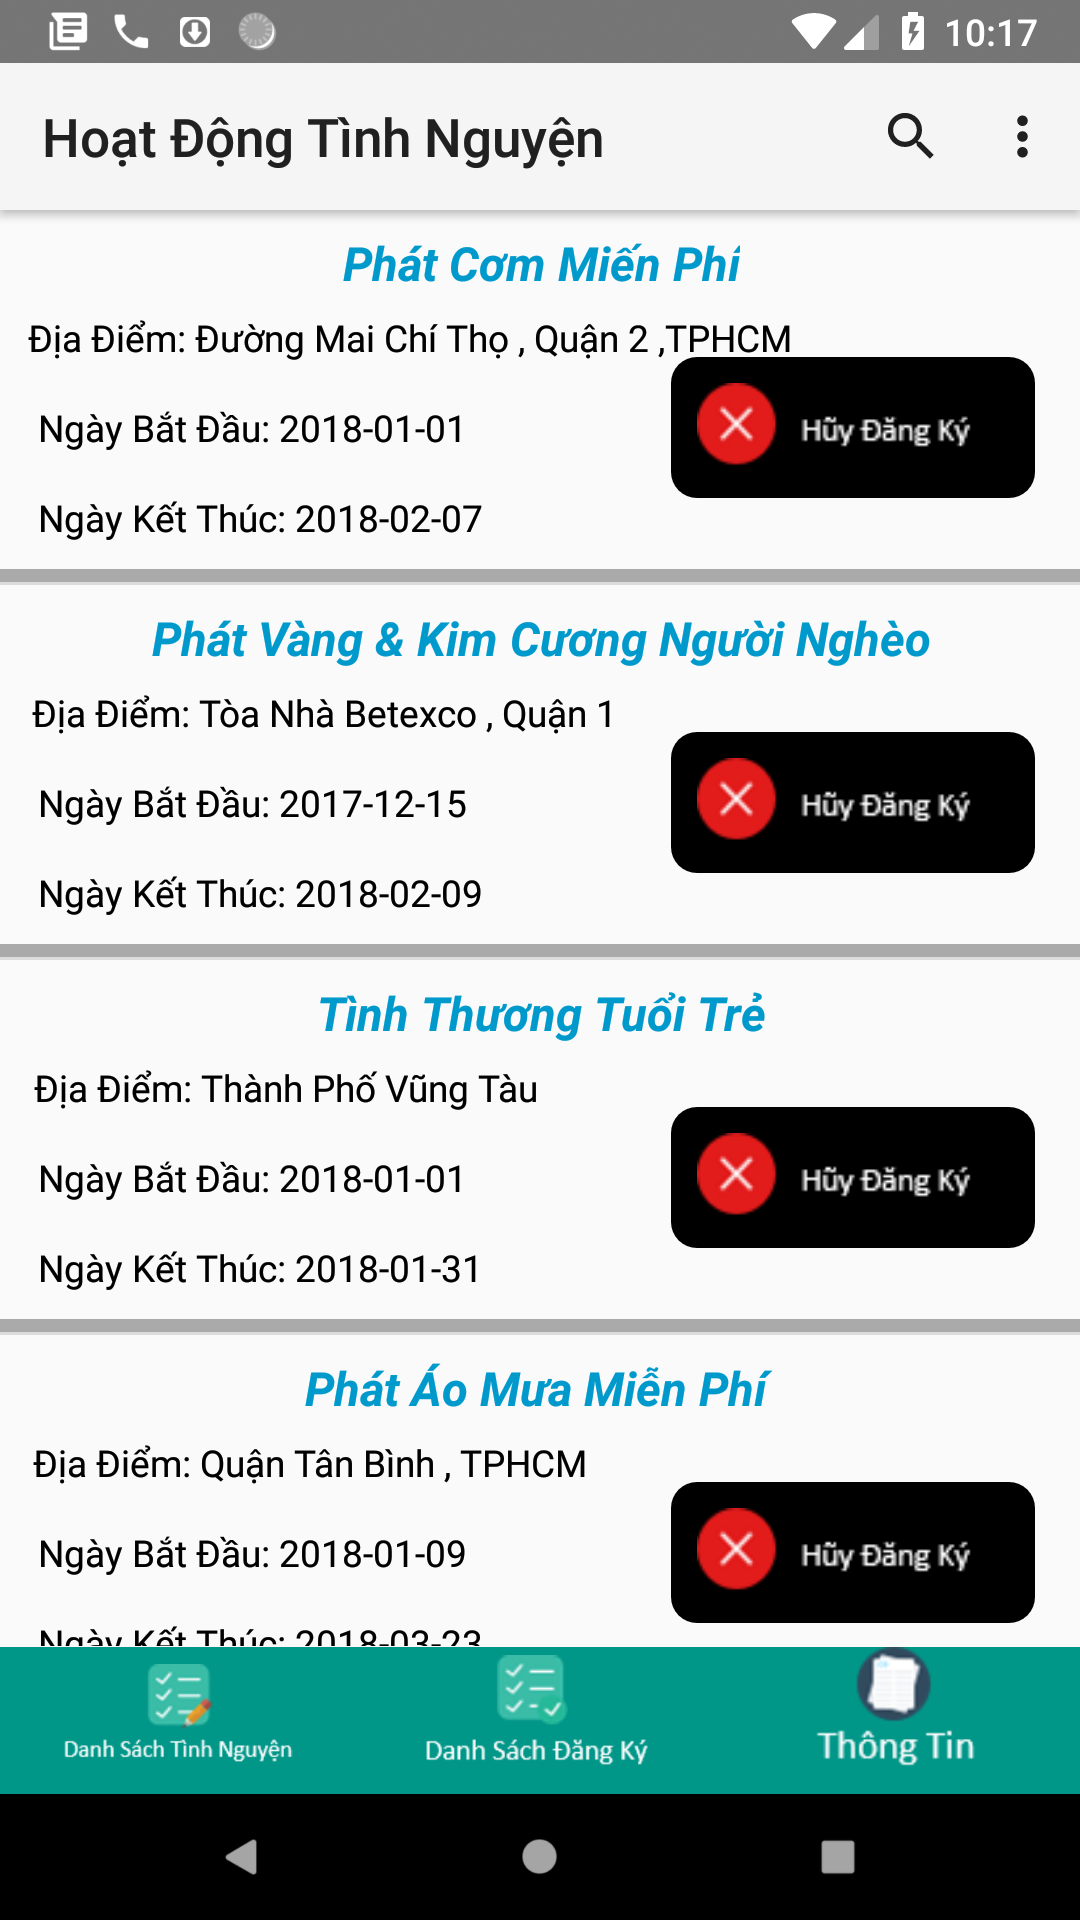 10:17
Hoạt Động Tình Nguyện
Phát Cơm Miến Phí
Địa Điểm: Đường Mai Chí Thọ , Quận 2 ,TPHCM
Ngày Bắt Đầu: 2018-01-01
Hũy Đăng Ký
Ngày Kết Thúc: 2018-02-07
Phát Vàng & Kim Cương Người Nghèo
Địa Điểm: Tòa Nhà Betexco , Quận 1
Ngày Bắt Đầu: 2017-12-15
Hũy Đăng Ký
Ngày Kết Thúc: 2018-02-09
Tình Thương Tuổi Trẻ
Địa Điểm: Thành Phố Vũng Tàu
Ngày Bắt Đầu: 2018-01-01
Hũy Đăng Ký
Ngày Kết Thúc: 2018-01-31
Phát Áo Mưa Miễn Phí
Địa Điểm: Quận Tân Bình , TPHCM
Ngày Bắt Đầu: 2018-01-09
Hũy Đăng Ký
Ngày Kết Thúc: 2018-03-23
Danh Sách Tình Nguyện
Danh Sách Đăng Ký
Thông Tin